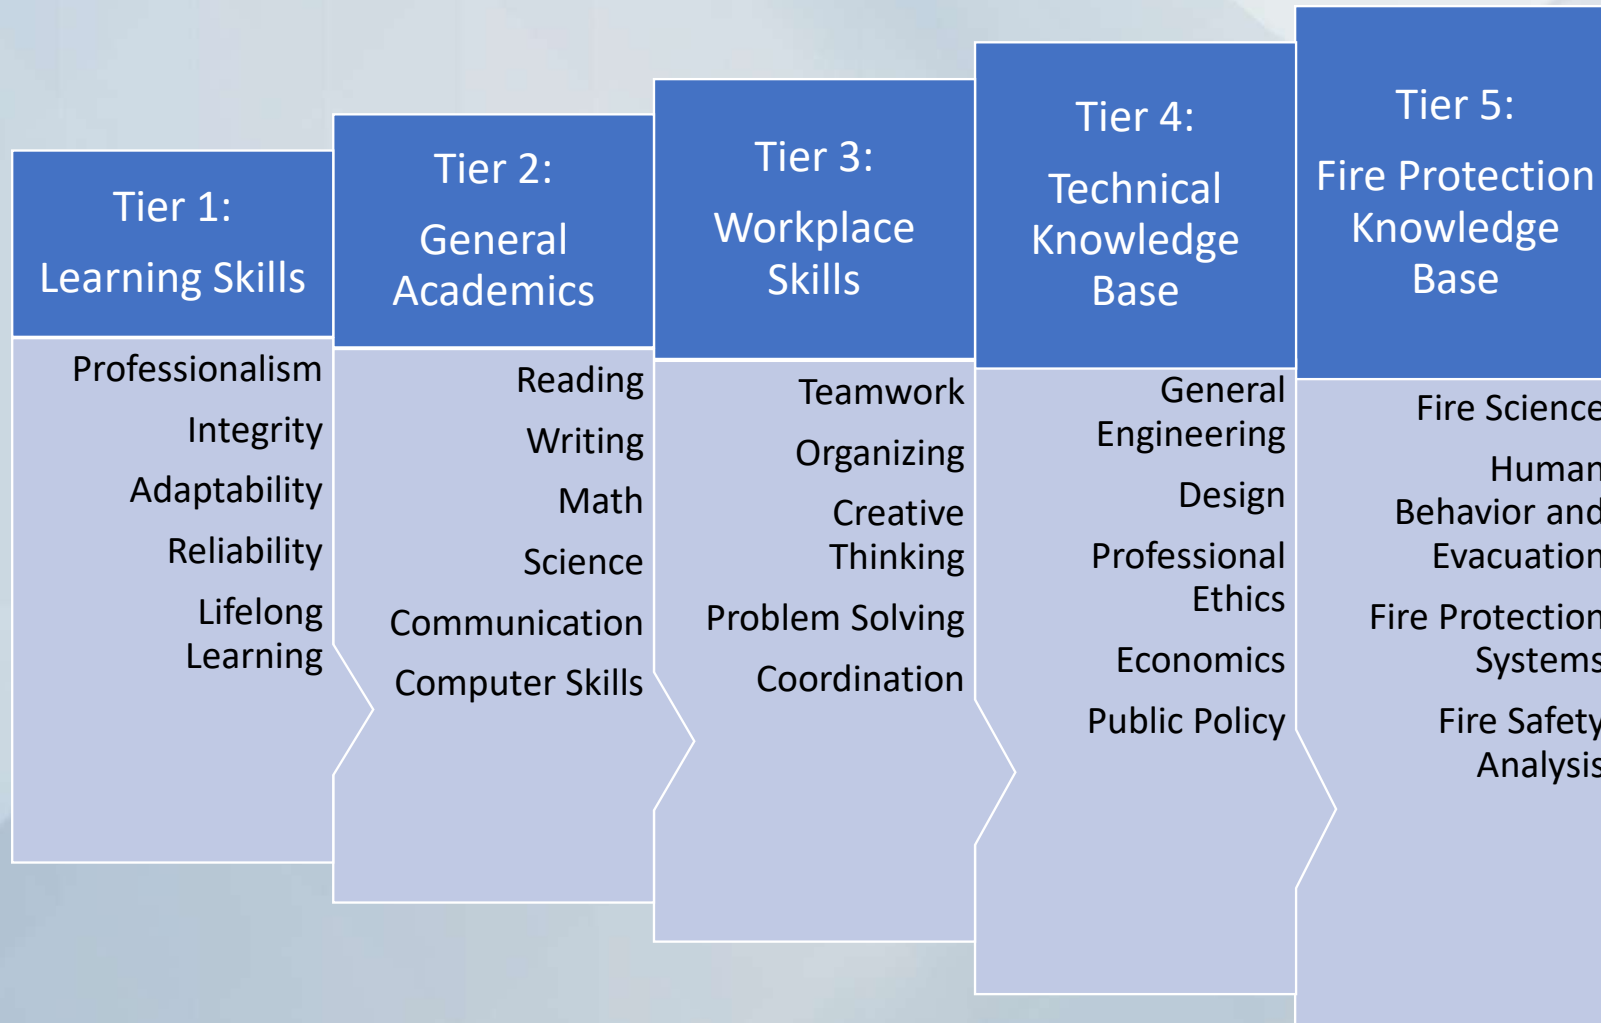 Tier 1:
Learning Skills
Professionalism
Integrity
Adaptability
Reliability
Lifelong
Learning
Tier 2:
General
Academics
Reading
Writing
Math
Science
Communication
Computer Skills
Tier 3:
Workplace
Skills
Teamwork
Organizing
Creative
Thinking
Problem Solving
Coordination
Tier 4:
Technical
Knowledge
Base
General
Engineering
Design
Professional
Ethics
Economics
Public Policy
Tier 5:
Fire Protection
Knowledge
Base
Fire Science
Human
Behavior and
Evacuation
Fire Protection
Systems
Fire Safety
Analysis